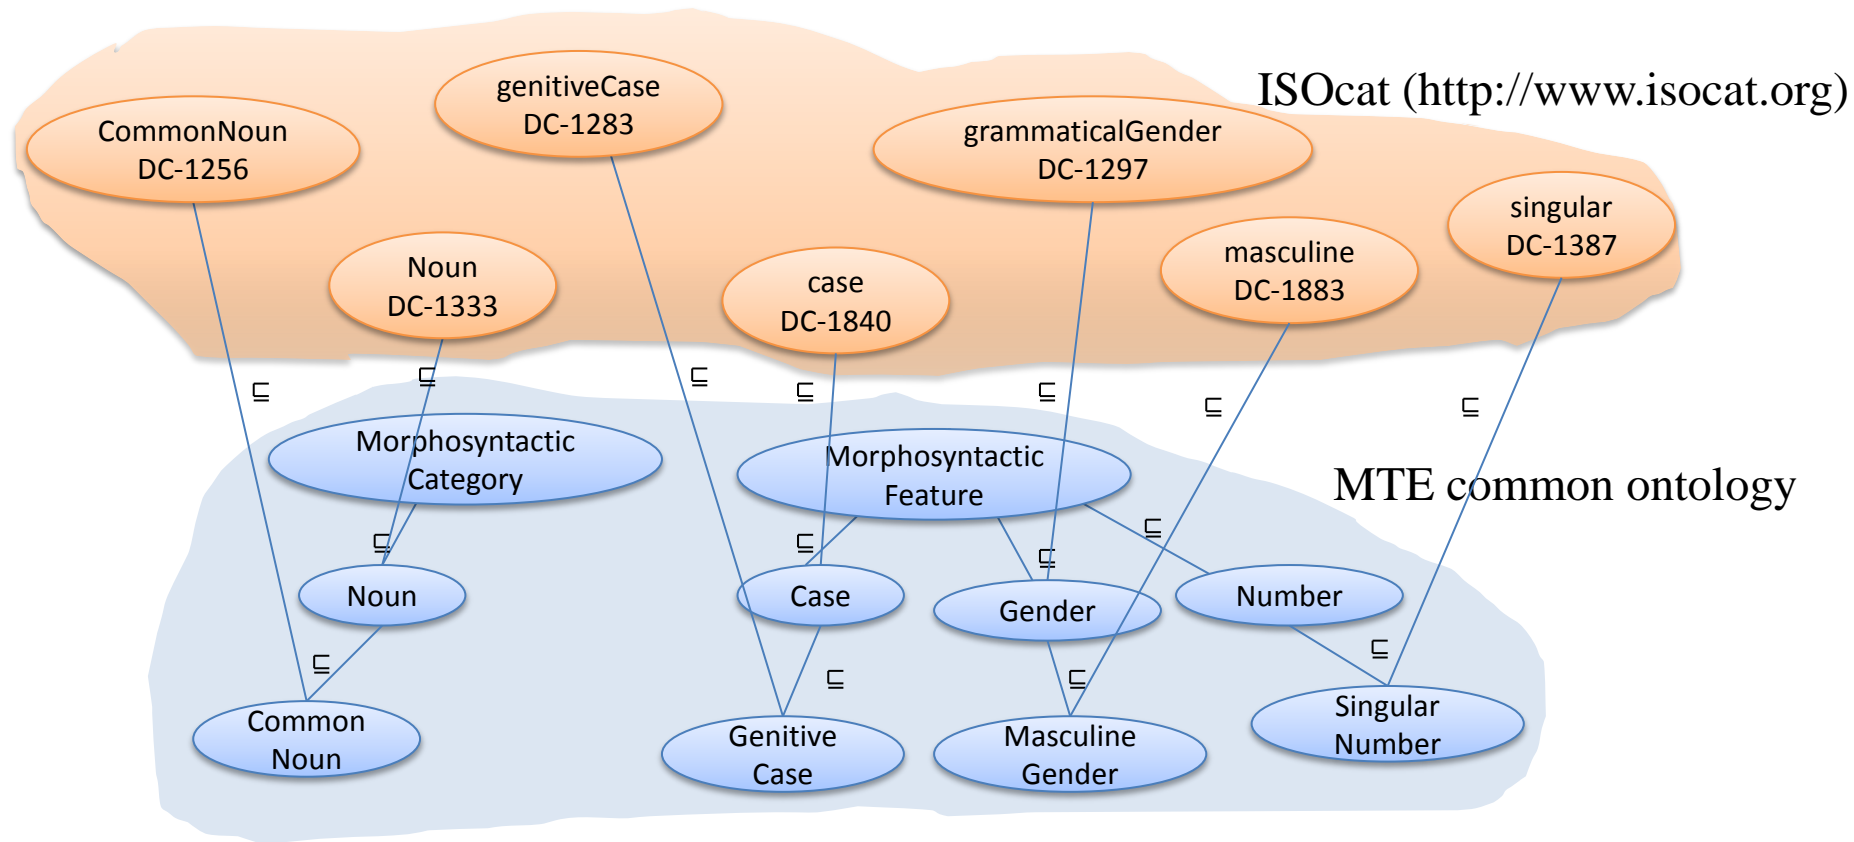 ISOcat (http://www.isocat.org)
genitiveCase
DC-1283
CommonNoun
DC-1256
grammaticalGender
DC-1297
singular
DC-1387
masculine
DC-1883
Noun
DC-1333
case
DC-1840
⊑
⊑
⊑
⊑
⊑
⊑
⊑
Morphosyntactic
Category
Morphosyntactic
Feature
MTE common ontology
⊑
⊑
⊑
⊑
Noun
Case
Gender
Number
⊑
⊑
⊑
⊑
Common
Noun
Genitive
Case
Masculine
Gender
Singular
Number